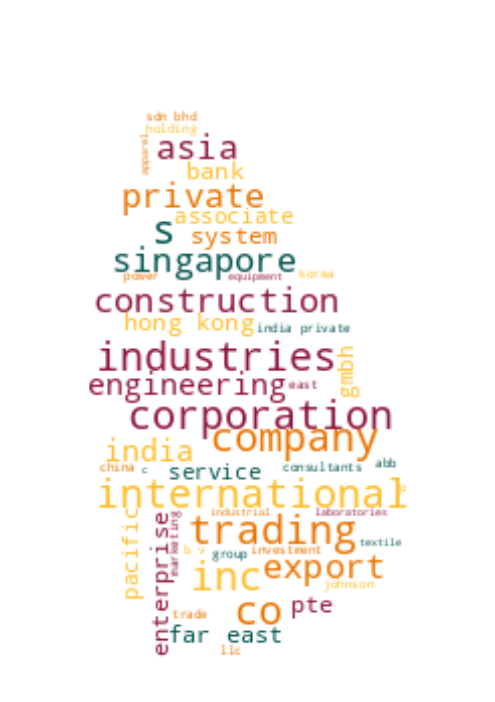 sdn bhd
holding
apparel
asia
bank
private
associate
s
system
singapore
power
equipment
korea
construction
hong kong
india private
industries
gmbh
engineering
east
corporation
company
india
china
c
service
consultants
abb
international
pacific
enterprise
marketing
industrial
laboratories
trading
textile
b v
group
investment
inc
export
johnson
co
pte
trade
far east
llc